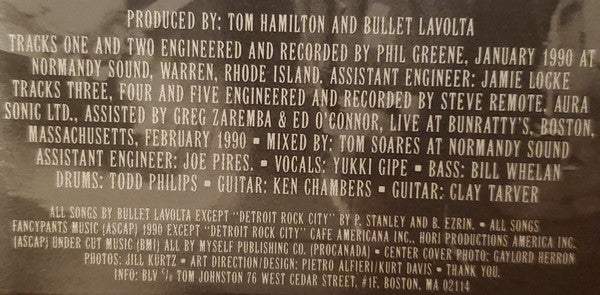 PRODUCED BY: TOM HAMILTON AND BULLET LAVOLTA
TRACKS ONE AND TWO ENGINEERED AND RECORDED BY PHIL GREENE, JANUARY 1990 AT
NORMANDY SOUND, WARREN, RHODE ISLAND. ASSISTANT ENGINEER: JAMIE LOCKE
TRACKS THREE, FOUR AND FIVE ENGINEERED AND RECORDED BY STEVE REMOTE, AURA
SONIC LTD., ASSISTED BY GREG ZAREMBA & ED O'CONNOR, LIVE AT BUNRATTY'S, BOSTON,
MASSACHUSETTS, FEBRUARY 1990 • MIXED BY: TOM SOARES AT NORMANDY SOUND
ASSISTANT ENGINEER: JOE PIRES. • VOCALS: YUKKI GIPE • BASS: BILL WHELAN
DRUMS: TODD PHILIPS • GUITAR: KEN CHAMBERS • GUITAR: CLAY TARVER
ALL SONGS BY BULLET LAVOLTA EXCEPT "DETROIT ROCK CITY" BY P. STANLEY AND B. EZRIN. • ALL SONGS
FANCYPANTS MUSIC (ASCAP) 1990 EXCEPT "DETROIT ROCK CITY" CAFE AMERICANA INC., HORI PRODUCTIONS AMERICA INC.
(ASCAP) UNDER CUT MUSIC (BMI) ALL BY MYSELF PUBLISHING CO. (PROCANADA) • CENTER COVER PHOTO: GAYLORD HERRON
PHOTOS: JILL KURTZ • ART DIRECTION/DESIGN: PIETRO ALFIERI/KURT DAVIS • THANK YOU.
INFO: BLV c/o TOM JOHNSTON 76 WEST CEDAR STREET, #1F, BOSTON, MA 02114